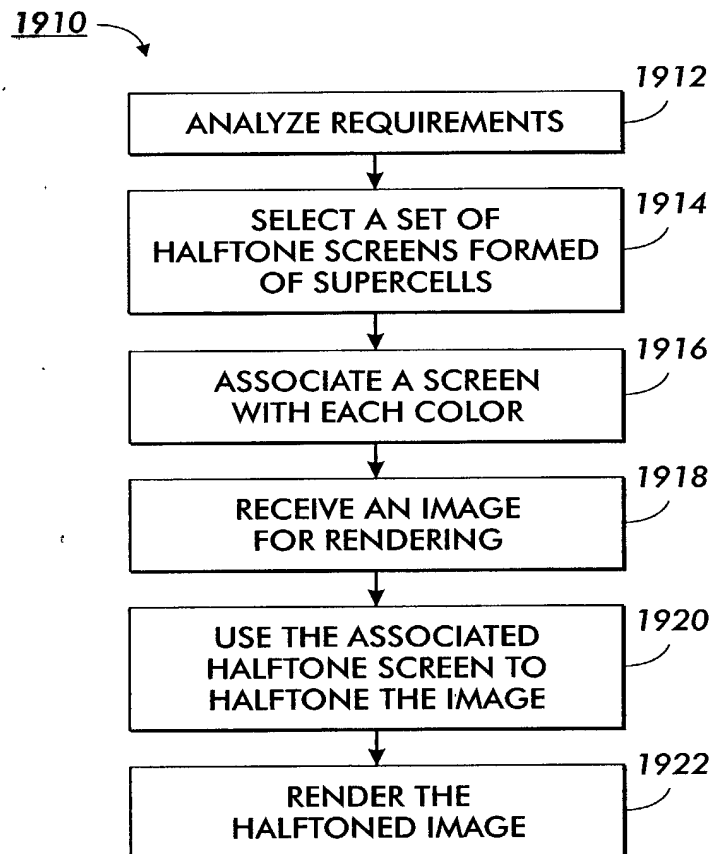 1910
1912
ANALYZE REQUIREMENTS
1914
SELECT A SET OF
HALFTONE SCREENS FORMED
OF SUPERCELLS
1916
ASSOCIATE A SCREEN
WITH EACH COLOR
1918
RECEIVE AN IMAGE
FOR RENDERING
1920
USE THE ASSOCIATED
HALFTONE SCREEN TO
HALFTONE THE IMAGE
1922
RENDER THE
HALFTONED IMAGE